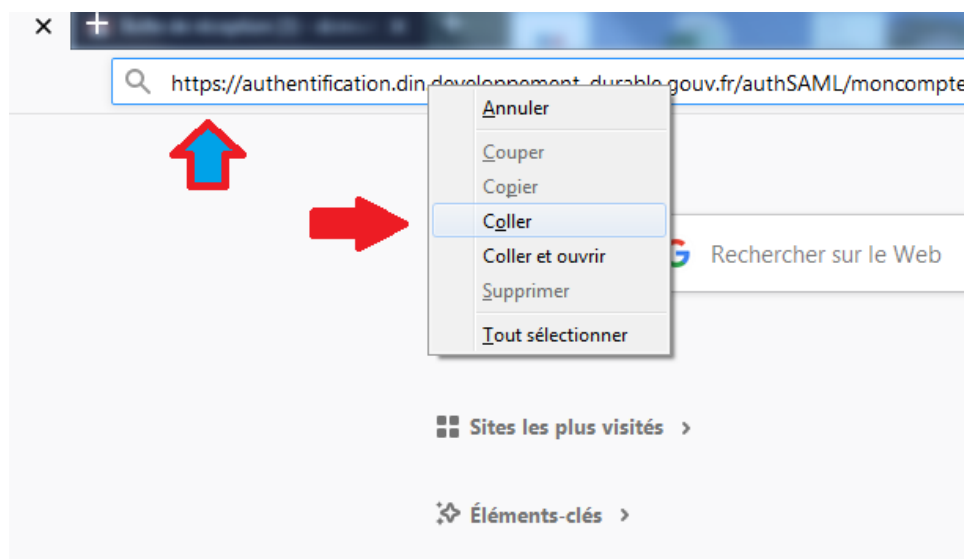 https://authentification.din.developpement-durable.gouv.fr/authSAML/moncompte
Annuler
Couper
Copier
Coller
Coller et ouvrir
Supprimer
Tout sélectionner
Rechercher sur le Web
Sites les plus visités
Éléments-clés